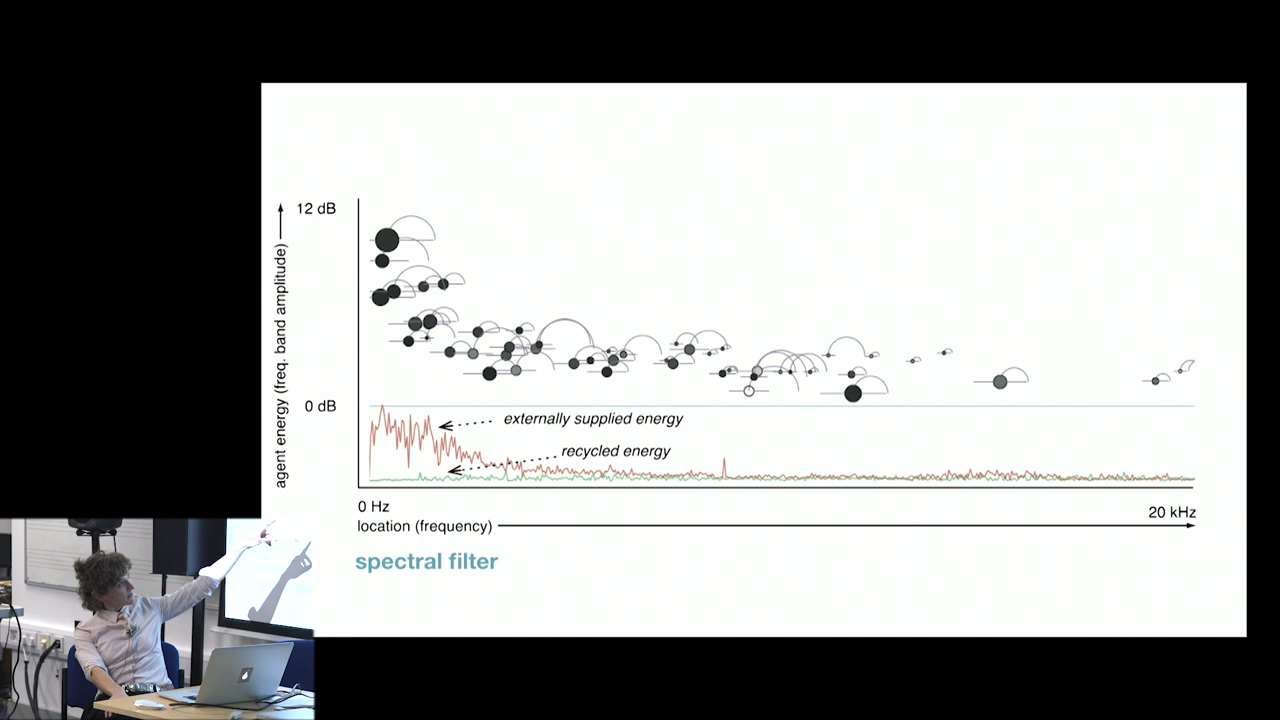 12 dB
agent energy (freq. band amplitude)
0 dB
externally supplied energy
recycled energy
0 Hz
20 kHz
location (frequency)
spectral filter